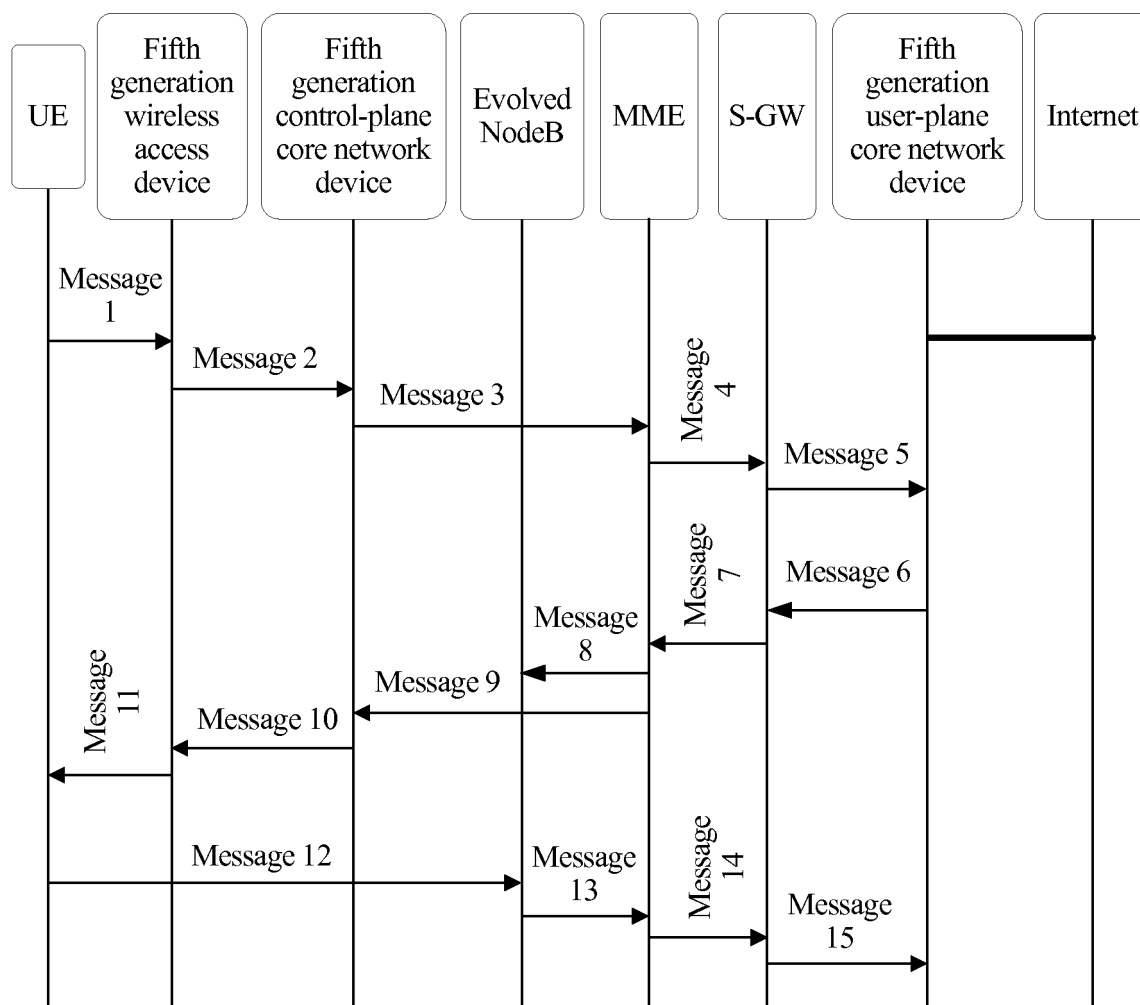 UE
Fifth
generation
wireless
access
device
Fifth
generation
control-plane
core network
device
Evolved
NodeB
MME
S-GW
Fifth
generation
user-plane
core network
device
Internet
Message
1
Message 2
Message 3
Message
4
Message 5
Message 6
Message
7
Message
8
Message 9
Message 10
Message
11
Message 12
Message
13
Message
14
Message
15